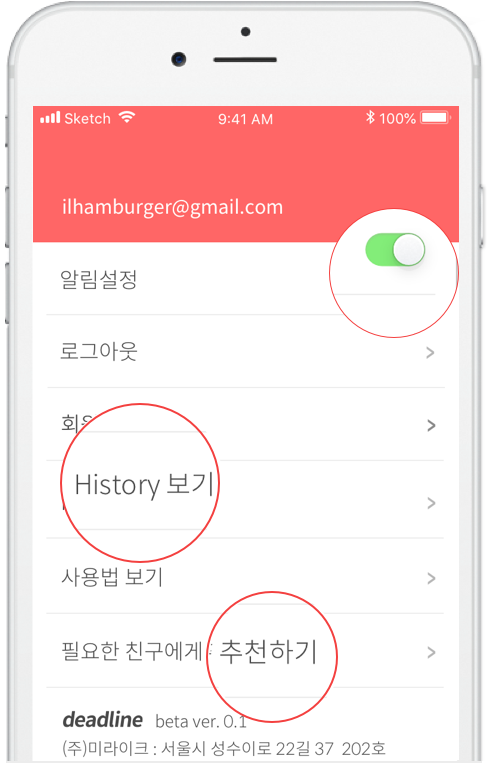 Sketch 9:41 AM 100%
ilhamburger@gmail.com
알림설정
로그아웃
회원
History 보기
사용법 보기
필요한 친구에게 추천하기
deadline beta ver. 0.1
(주)미라이크 : 서울시 성수이로 22길 37 202호